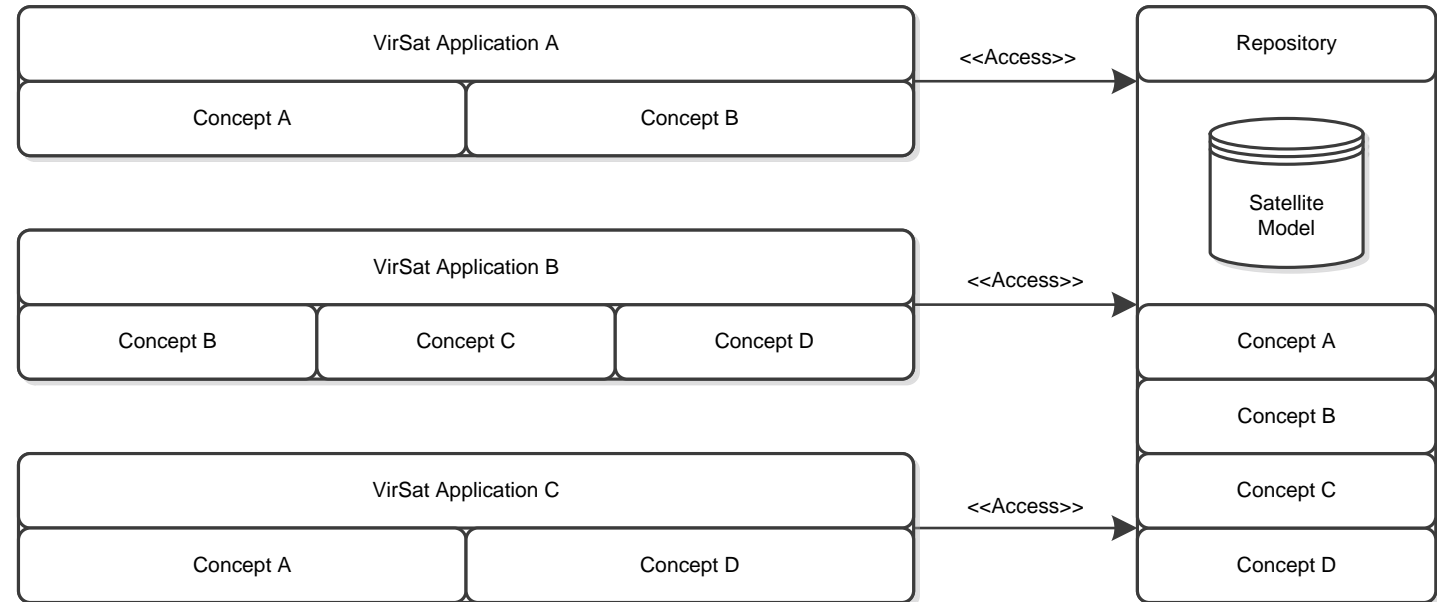 VirSat Application A
Concept A
Concept B
<<Access>>
VirSat Application B
Concept B
Concept C
Concept D
<<Access>>
VirSat Application C
Concept A
Concept D
<<Access>>
Repository
Satellite
Model
Concept A
Concept B
Concept C
Concept D